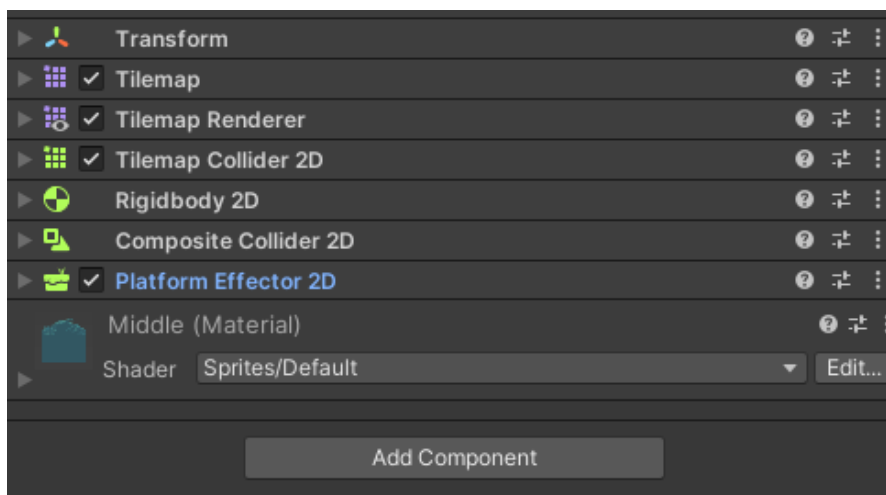 Transform
Tilemap
Tilemap Renderer
Tilemap Collider 2D
Rigidbody 2D
Composite Collider 2D
Platform Effector 2D
Middle (Material)
Shader Sprites/Default Edit...
Add Component